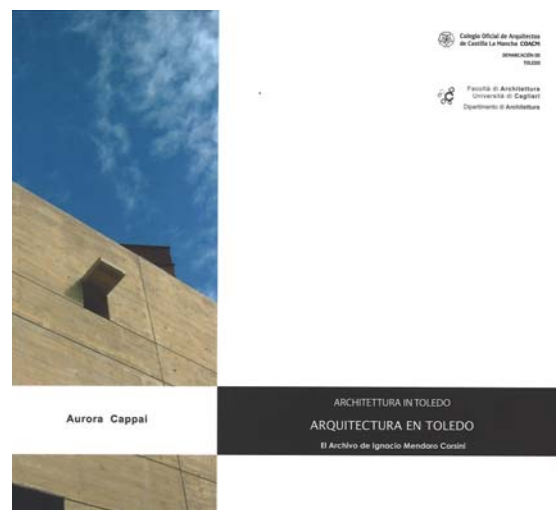 Colegio Oficial de Arquitectos
de Castilla La Mancha COACM
DEMARCACIÓN DE
TOLEDO
Facoltà di Architettura
Università di Cagliari
Dipartimento di Architettura
Aurora Cappai
ARCHITETTURA IN TOLEDO
ARQUITECTURA EN TOLEDO
El Archivo de Ignacio Mendaro Corsini